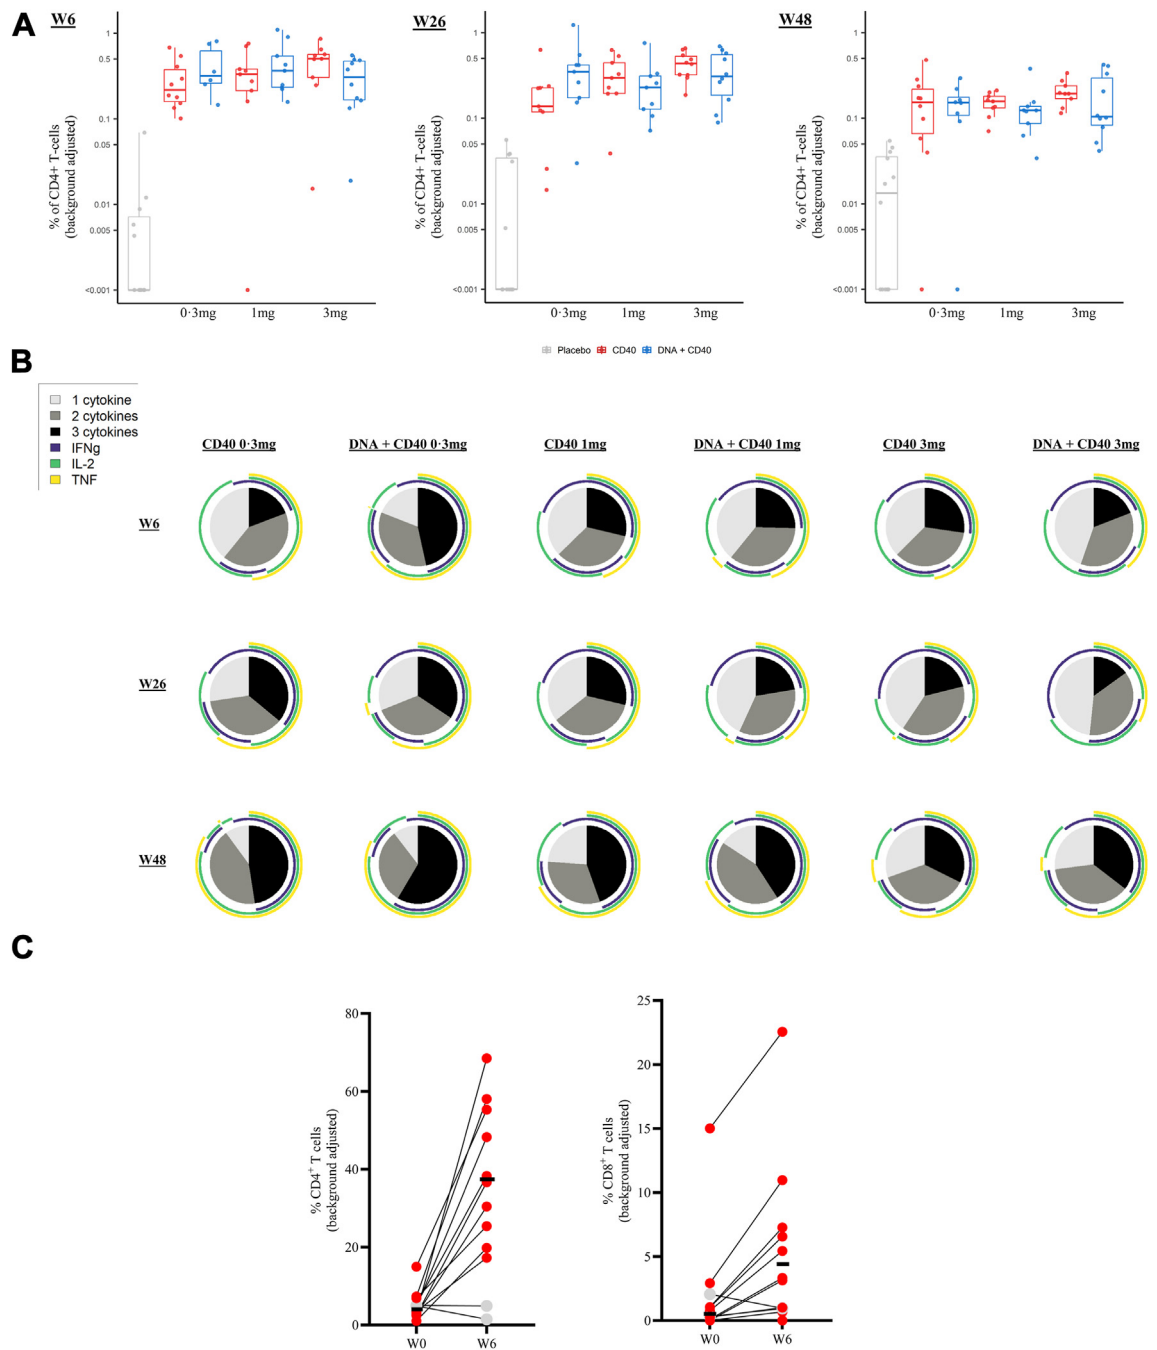 A
W6
W26
W48
% of CD4+ T-cells
(background adjusted)
1
0.5
0.1
0.05
0.01
0.005
<0.001
0·3mg
1mg
3mg
% of CD4+ T-cells
(background adjusted)
1
0.5
0.1
0.05
0.01
0.005
<0.001
0·3mg
1mg
3mg
% of CD4+ T-cells
(background adjusted)
1
0.5
0.1
0.05
0.01
0.005
<0.001
0·3mg
1mg
3mg
Placebo
CD40
DNA + CD40
B
1 cytokine
2 cytokines
3 cytokines
IFNg
IL-2
TNF
CD40 0·3mg
DNA + CD40 0·3mg
CD40 1mg
DNA + CD40 1mg
CD40 3mg
DNA + CD40 3mg
W6
W26
W48
C
% CD4+ T cells
(background adjusted)
80
60
40
20
0
W0
W6
% CD8+ T cells
(background adjusted)
25
20
15
10
5
0
W0
W6